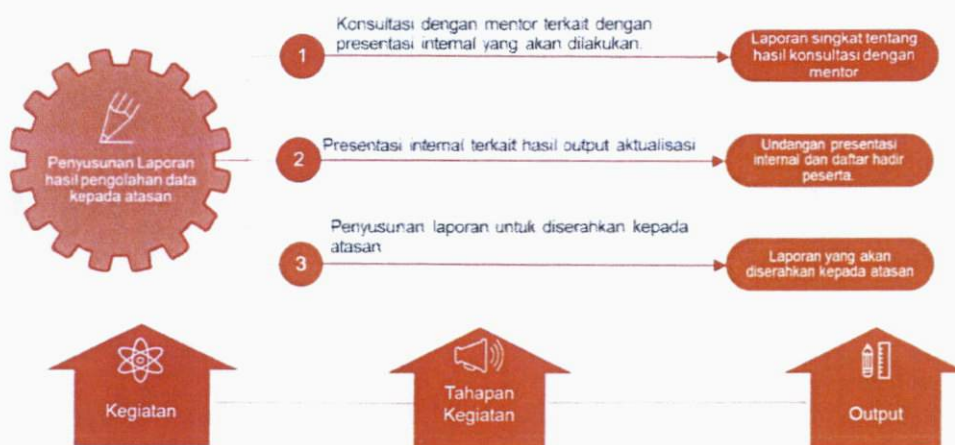 Penyusunan Laporan
hasil pengolahan data
kepada atasan
1
Konsultasi dengan mentor terkait dengan
presentasi internal yang akan dilakukan.
Laporan singkat tentang
hasil konsultasi dengan
mentor
2
Presentasi internal terkait hasil output aktualisasi
Undangan presentasi
internal dan daftar hadir
peserta.
3
Penyusunan laporan untuk diserahkan kepada
atasan
Laporan yang akan
diserahkan kepada atasan
Kegiatan
Tahapan
Kegiatan
Output